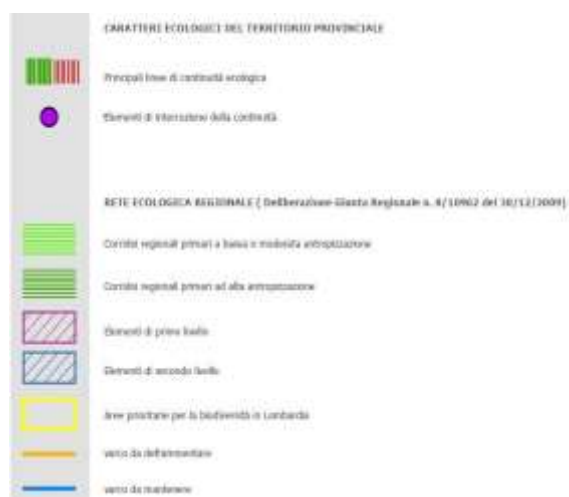 CARATTERI ECOLOGICI DEL TERRITORIO PROVINCIALE
Principali linee di continuità ecologica
Elementi di interruzione della continuità
RETE ECOLOGICA REGIONALE ( Deliberazione Giunta Regionale n. 8/10962 del 30/12/2009)
Corridoi regionali primari a bassa o moderata antropizzazione
Corridoi regionali primari ad alta antropizzazione
Elementi di primo livello
Elementi di secondo livello
Aree prioritarie per la biodiversità in Lombardia
varco da deframmentare
varco da mantenere